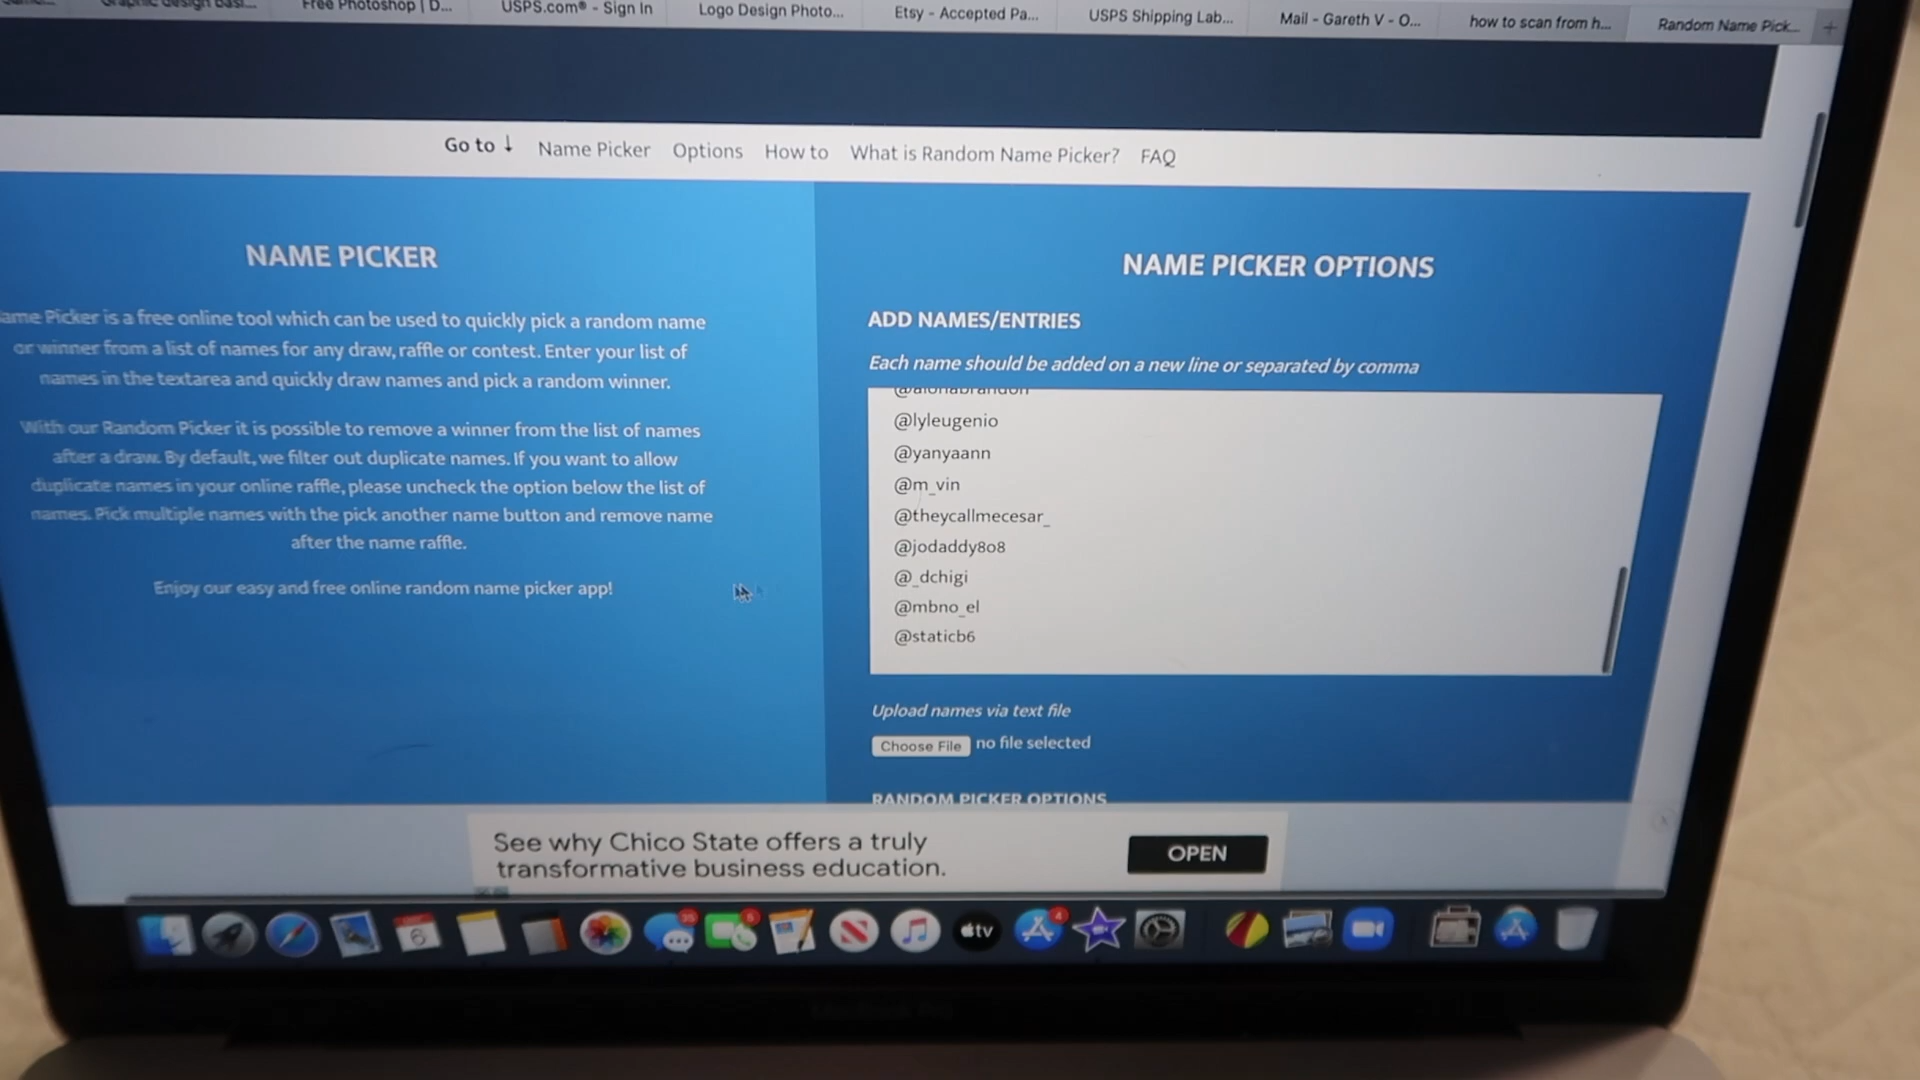 Free Photoshop | D...
USPS.com® - Sign In
Logo Design Photo...
Etsy - Accepted Pa...
USPS Shipping Lab...
Mail - Gareth V - O...
how to scan from h...
Random Name Pick...
Go to ↓ Name Picker Options How to What is Random Name Picker? FAQ
NAME PICKER
ame Picker is a free online tool which can be used to quickly pick a random name
or winner from a list of names for any draw, raffle or contest. Enter your list of
names in the textarea and quickly draw names and pick a random winner.
With our Random Picker it is possible to remove a winner from the list of names
after a draw. By default, we filter out duplicate names. If you want to allow
duplicate names in your online raffle, please uncheck the option below the list of
names. Pick multiple names with the pick another name button and remove name
after the name raffle.
Enjoy our easy and free online random name picker app!
NAME PICKER OPTIONS
ADD NAMES/ENTRIES
Each name should be added on a new line or separated by comma
@lyleugenio
@yanyaann
@m_vin
@theycallmecesar_
@jodaddy808
@_dchigi
@mbno_el
@staticb6
Upload names via text file
Choose File no file selected
RANDOM PICKER OPTIONS
See why Chico State offers a truly
transformative business education.
OPEN
6
35
5
tv
4